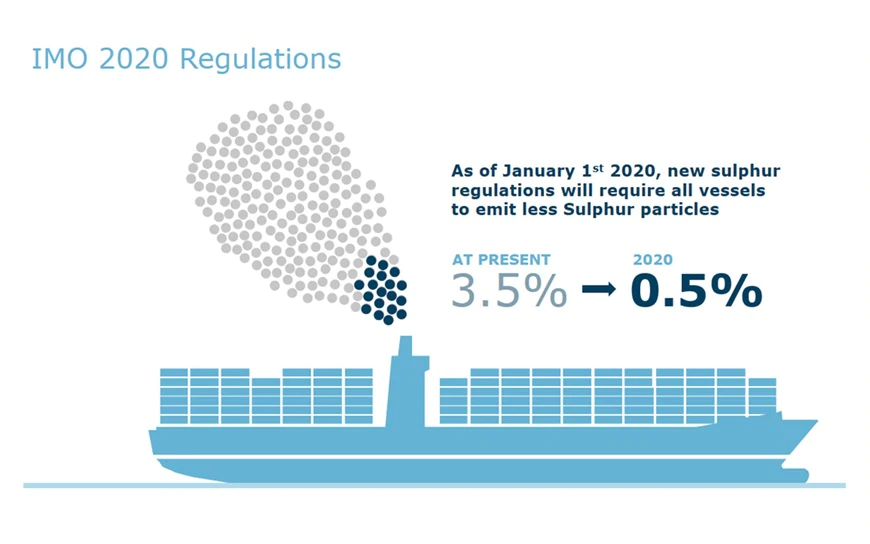 IMO 2020 Regulations
As of January 1st 2020, new sulphur
regulations will require all vessels
to emit less Sulphur particles
AT PRESENT 2020
3.5% → 0.5%